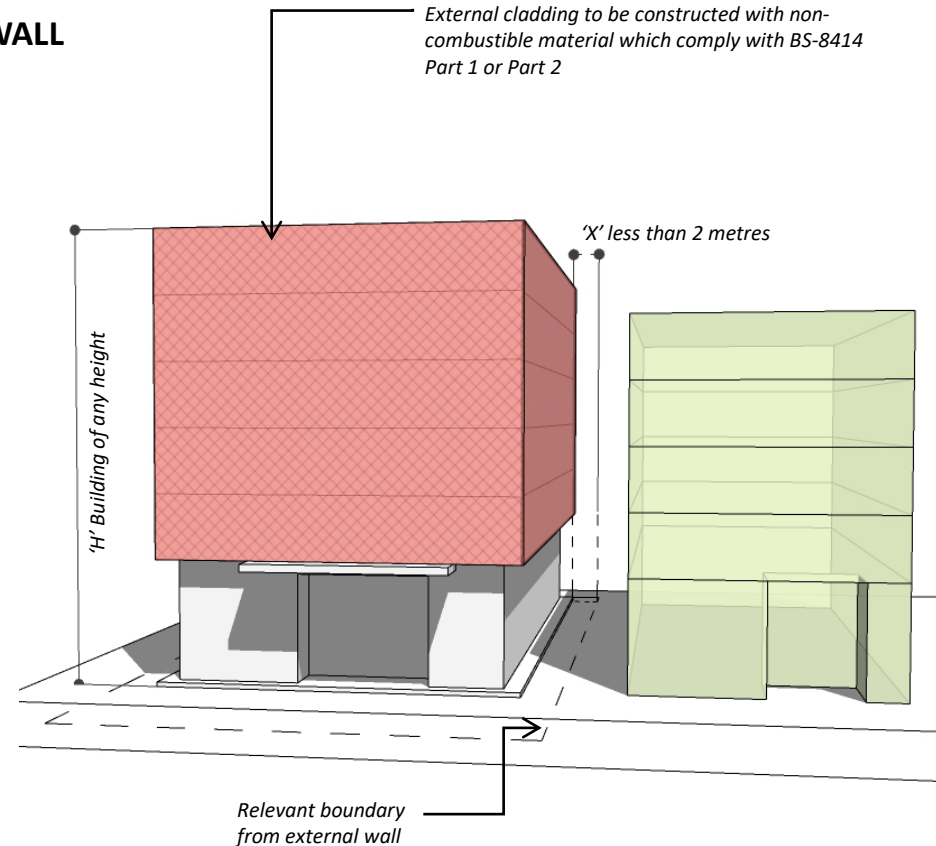 WALL
External cladding to be constructed with non-
combustible material which comply with BS-8414
Part 1 or Part 2
'X' less than 2 metres
'H' Building of any height
Relevant boundary
from external wall